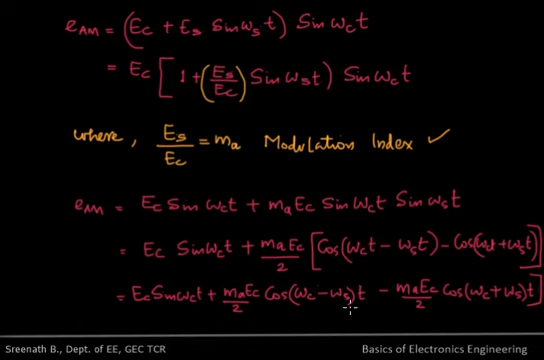 e_AM = (E_c + E_s Sin ω_s t) Sin ω_c t
= E_c [ 1 + (E_s/E_c) Sin ω_s t ) Sin ω_c t
where, E_s/E_c = m_a Modulation Index ✓
e_AM = E_c Sin ω_c t + m_a E_c Sin ω_c t Sin ω_s t
= E_c Sin ω_c t + m_a E_c/2 [ Cos(ω_c t − ω_s t) − Cos(ω_c t + ω_s t) ]
= E_c Sin ω_c t + m_a E_c/2 Cos(ω_c − ω_s) t − m_a E_c/2 Cos(ω_c + ω_s) t ]
Sreenath B., Dept. of EE, GEC TCR
Basics of Electronics Engineering